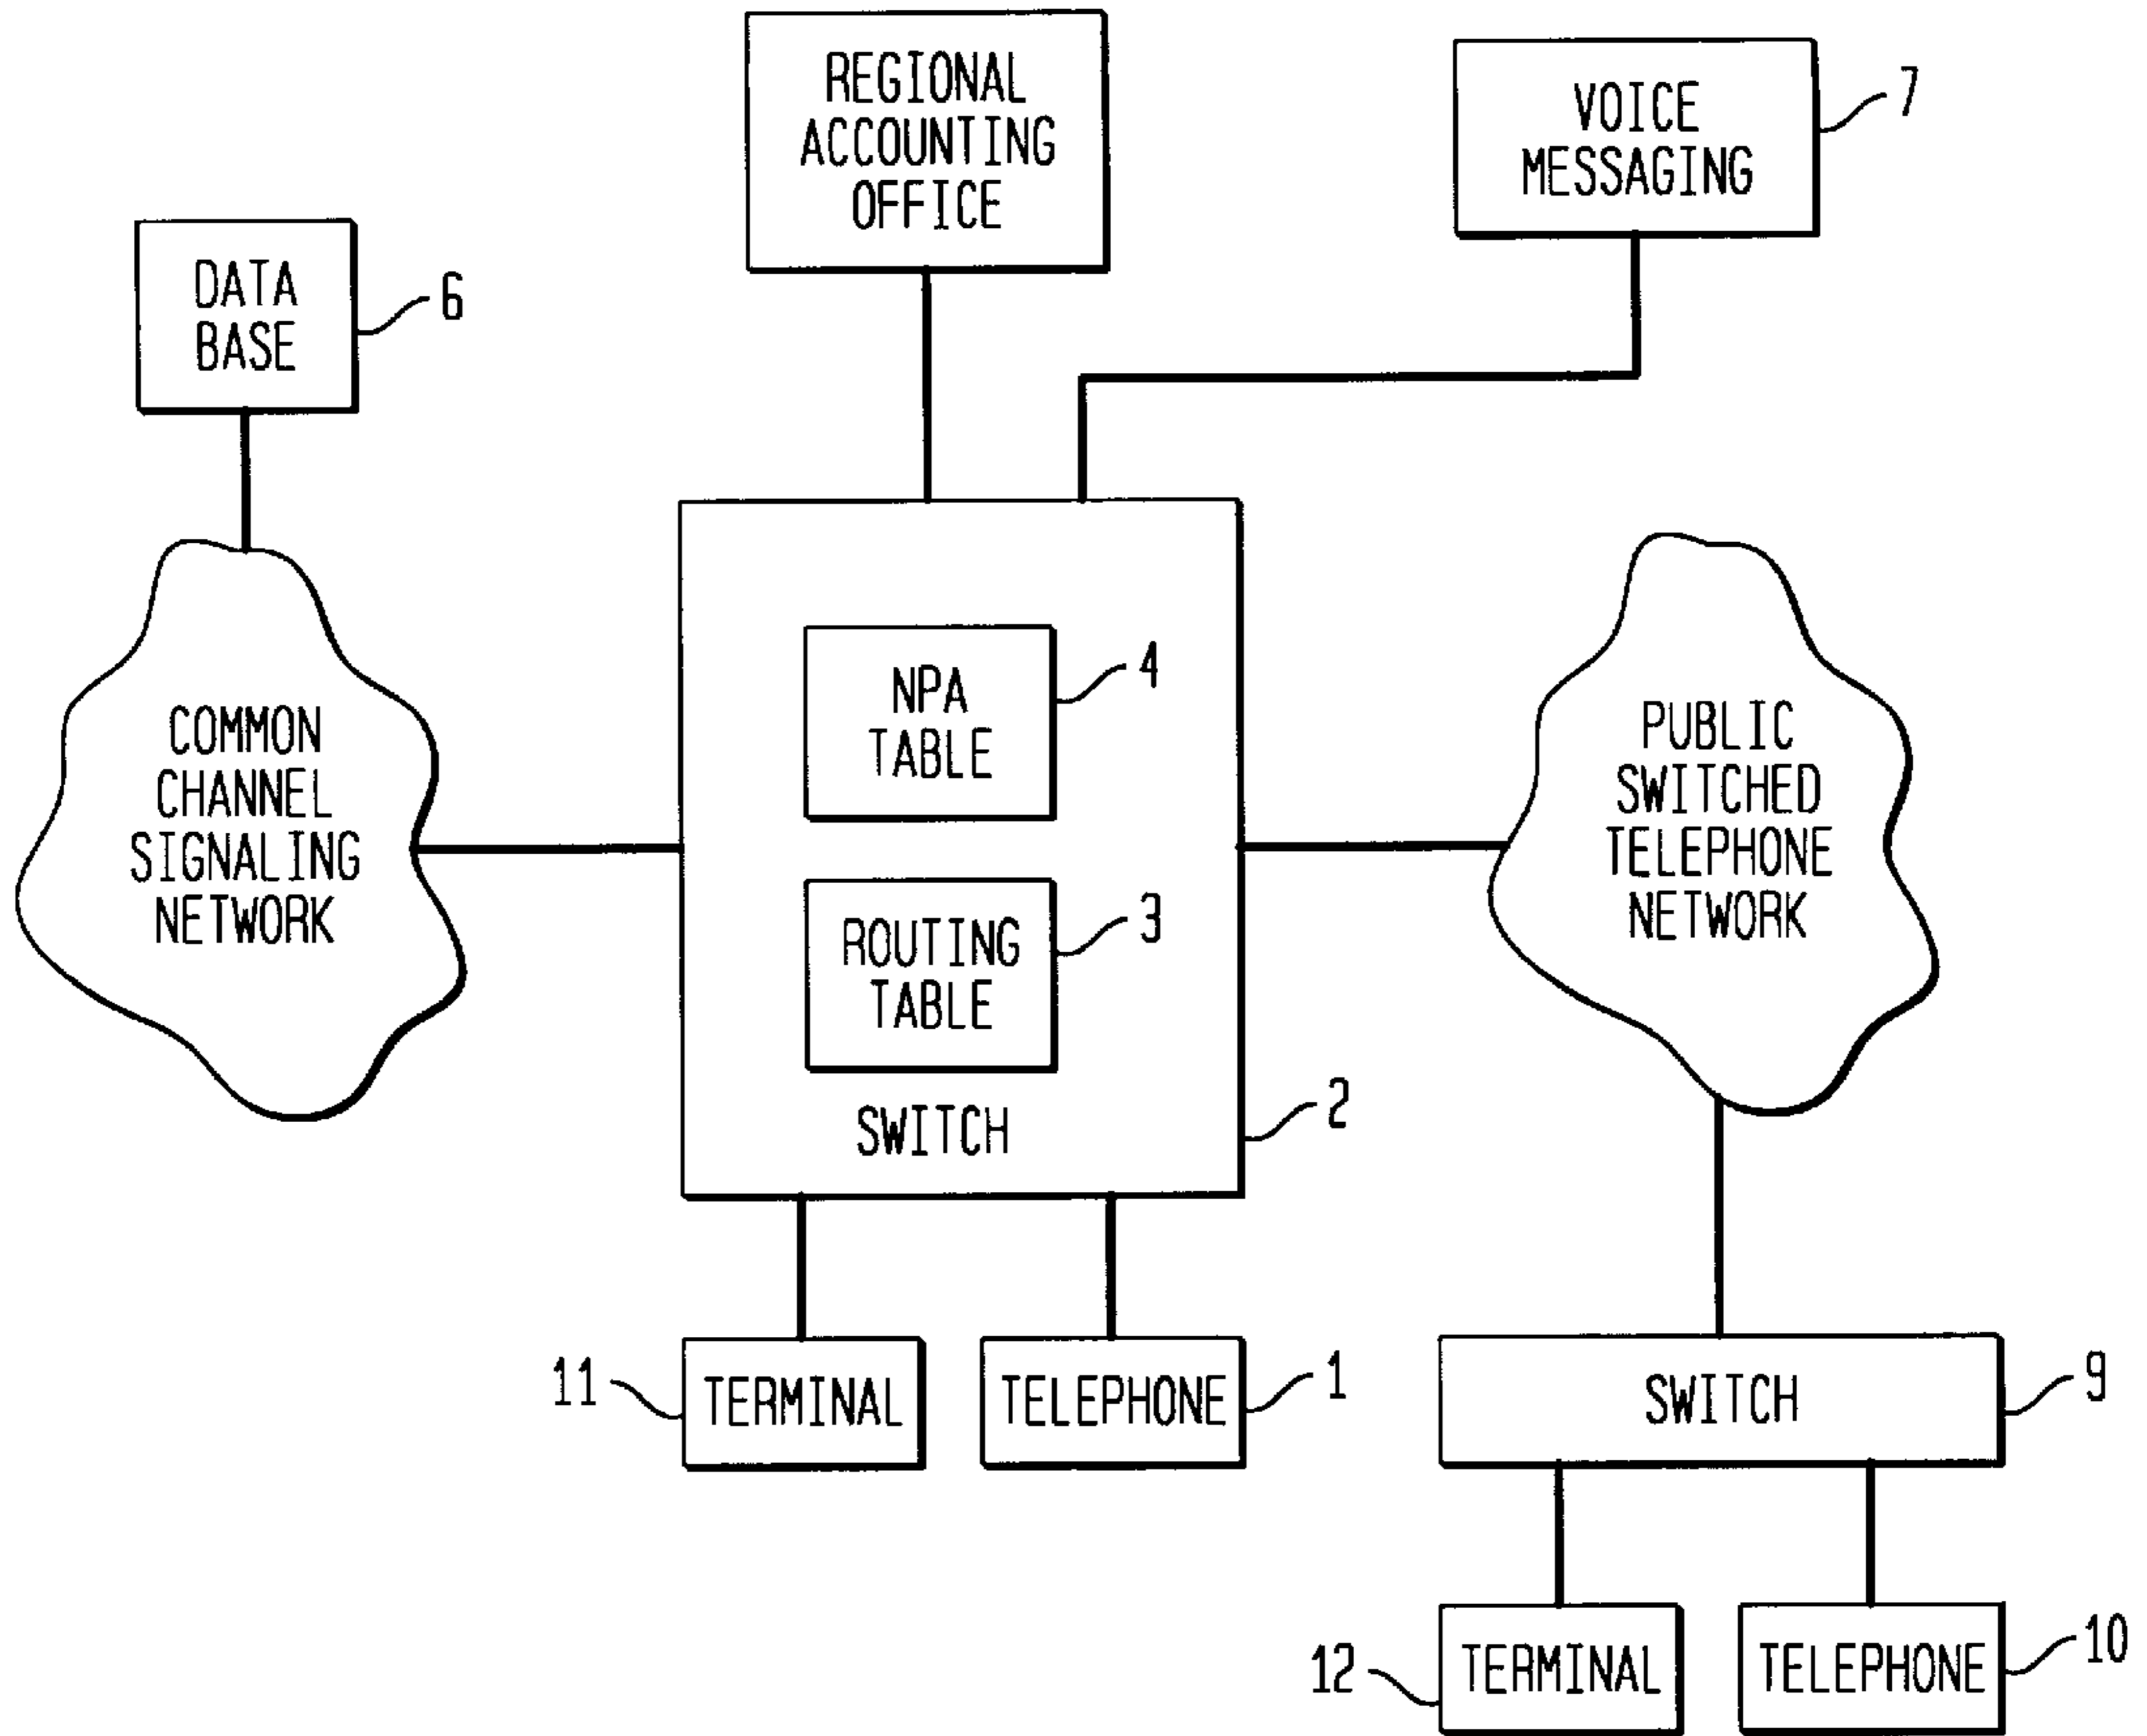 REGIONAL
ACCOUNTING
OFFICE
VOICE
MESSAGING
7
DATA
BASE
6
NPA
TABLE
4
COMMON
CHANNEL
SIGNALING
NETWORK
PUBLIC
SWITCHED
TELEPHONE
NETWORK
ROUTING
TABLE
3
SWITCH
2
11
TERMINAL
TELEPHONE
1
SWITCH
9
12
TERMINAL
TELEPHONE
10